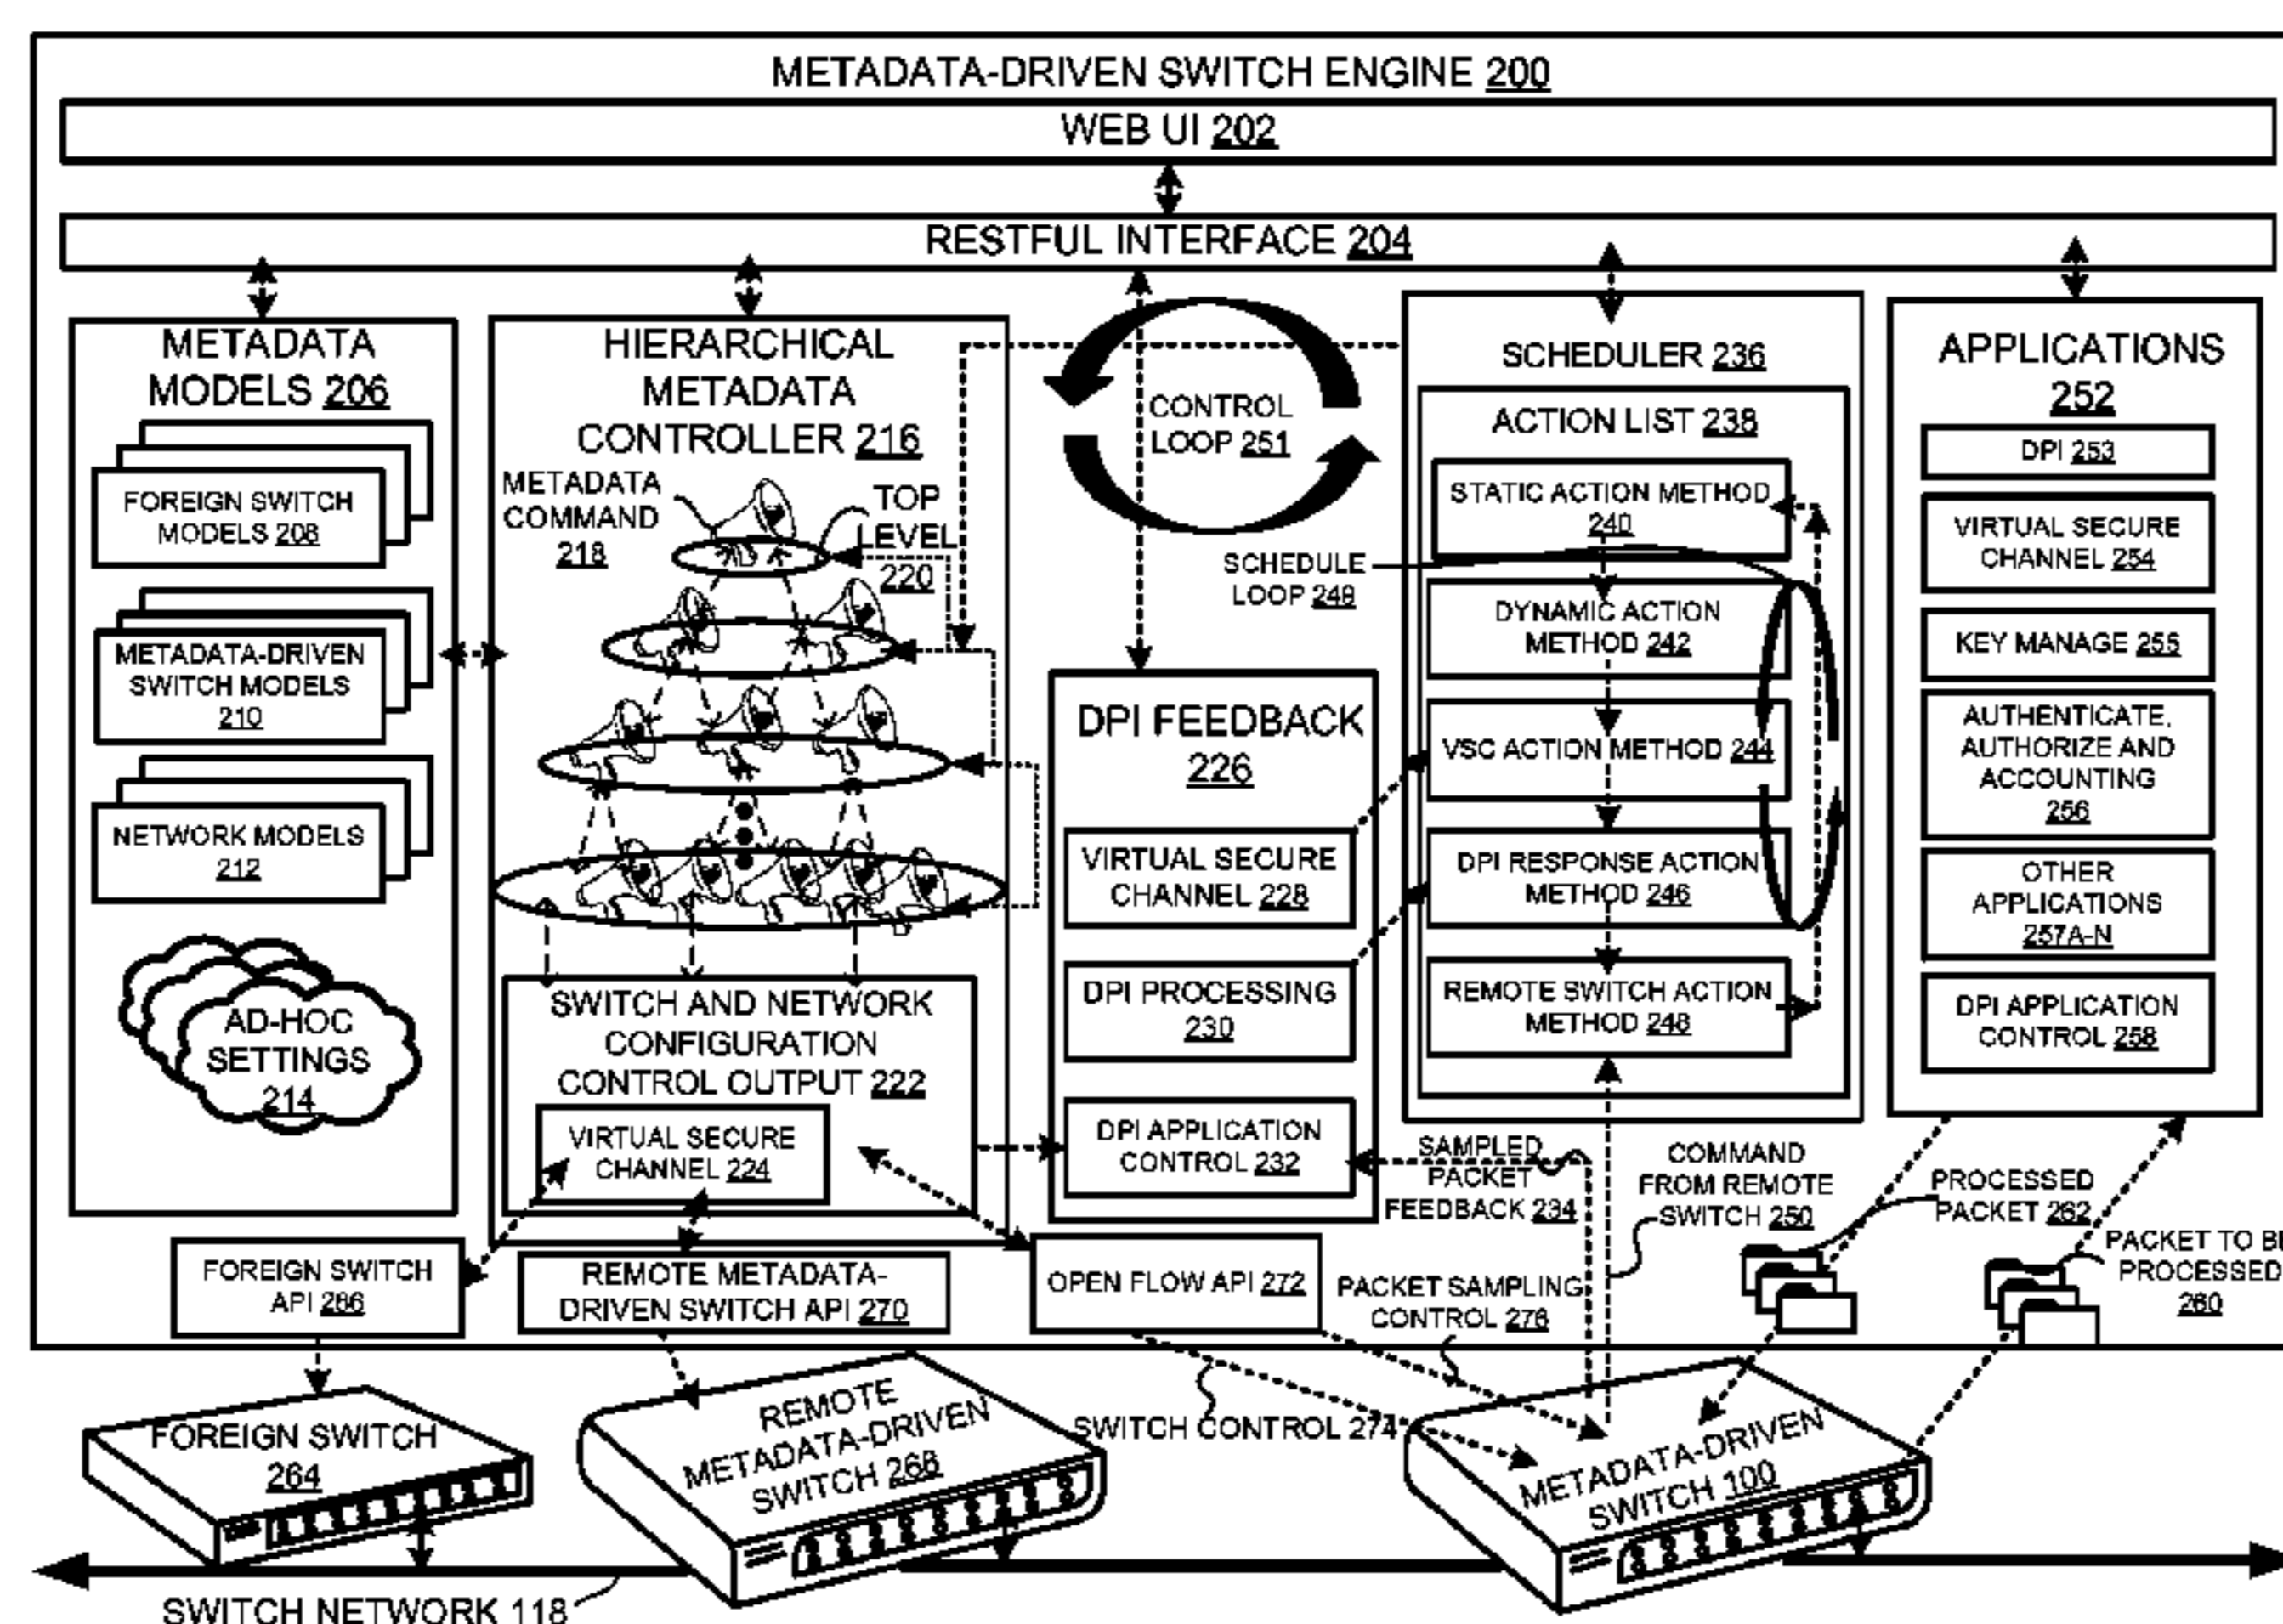 METADATA-DRIVEN SWITCH ENGINE 200
WEB UI 202
RESTFUL INTERFACE 204
METADATA
MODELS 206
FOREIGN SWITCH
MODELS 208
METADATA-DRIVEN
SWITCH MODELS
210
NETWORK MODELS
212
AD-HOC
SETTINGS
214
HIERARCHICAL
METADATA
CONTROLLER 216
METADATA
COMMAND
218
TOP
LEVEL
220
SWITCH AND NETWORK
CONFIGURATION
CONTROL OUTPUT 222
VIRTUAL SECURE
CHANNEL 224
CONTROL
LOOP 251
DPI FEEDBACK
226
VIRTUAL SECURE
CHANNEL 228
DPI PROCESSING
230
DPI APPLICATION
CONTROL 232
SCHEDULER 236
ACTION LIST 238
STATIC ACTION METHOD
240
SCHEDULE
LOOP 249
DYNAMIC ACTION
METHOD 242
VSC ACTION METHOD 244
DPI RESPONSE ACTION
METHOD 246
REMOTE SWITCH ACTION
METHOD 248
APPLICATIONS
252
DPI 253
VIRTUAL SECURE
CHANNEL 254
KEY MANAGE 255
AUTHENTICATE,
AUTHORIZE AND
ACCOUNTING
256
OTHER
APPLICATIONS
257A-N
DPI APPLICATION
CONTROL 258
SAMPLED
PACKET
FEEDBACK 234
COMMAND
FROM REMOTE
SWITCH 250
PROCESSED
PACKET 262
PACKET TO BE
PROCESSED
260
FOREIGN SWITCH
API 266
REMOTE METADATA-
DRIVEN SWITCH API 270
OPEN FLOW API 272
PACKET SAMPLING
CONTROL 276
SWITCH CONTROL 274
FOREIGN SWITCH
264
REMOTE
METADATA-DRIVEN
SWITCH 268
METADATA-DRIVEN
SWITCH 100
SWITCH NETWORK 118